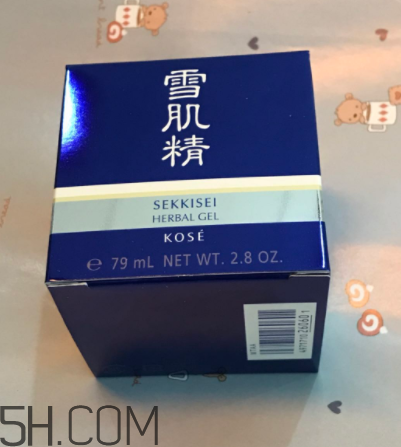 雪肌精
SEKKISEI
HERBAL GEL
KOSÉ
℮ 79 mL NET WT. 2.8 OZ.
5H.COM